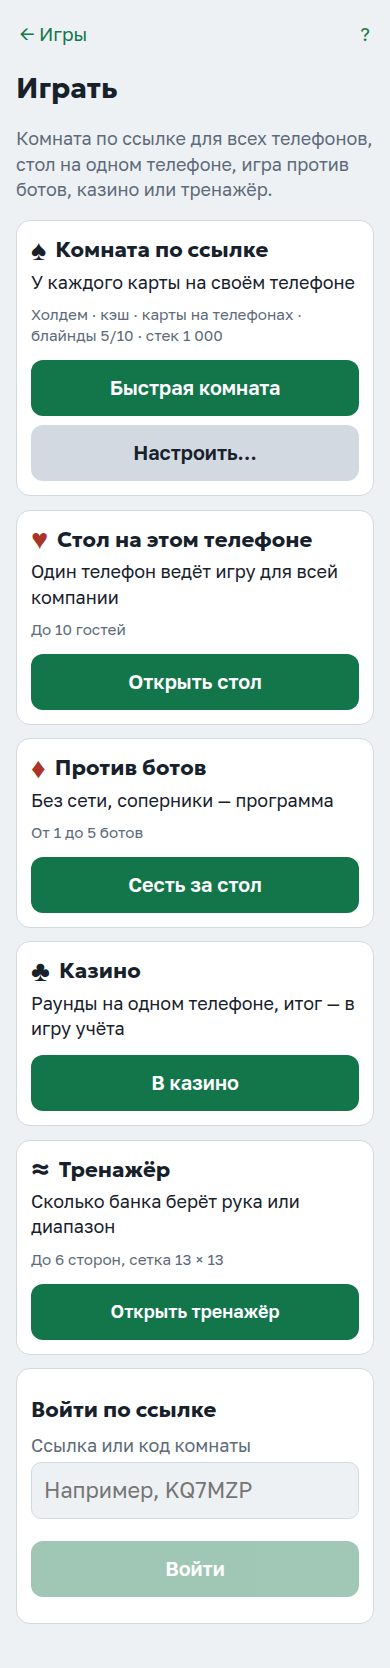 ← Игры ?
Играть
Комната по ссылке для всех телефонов,
стол на одном телефоне, игра против
ботов, казино или тренажёр.
♠ Комната по ссылке
У каждого карты на своём телефоне
Холдем · кэш · карты на телефонах ·
блайнды 5/10 · стек 1 000
Быстрая комната
Настроить…
♥ Стол на этом телефоне
Один телефон ведёт игру для всей
компании
До 10 гостей
Открыть стол
♦ Против ботов
Без сети, соперники — программа
От 1 до 5 ботов
Сесть за стол
♣ Казино
Раунды на одном телефоне, итог — в
игру учёта
В казино
≈ Тренажёр
Сколько банка берёт рука или
диапазон
До 6 сторон, сетка 13 × 13
Открыть тренажёр
Войти по ссылке
Ссылка или код комнаты
Например, KQ7MZP
Войти